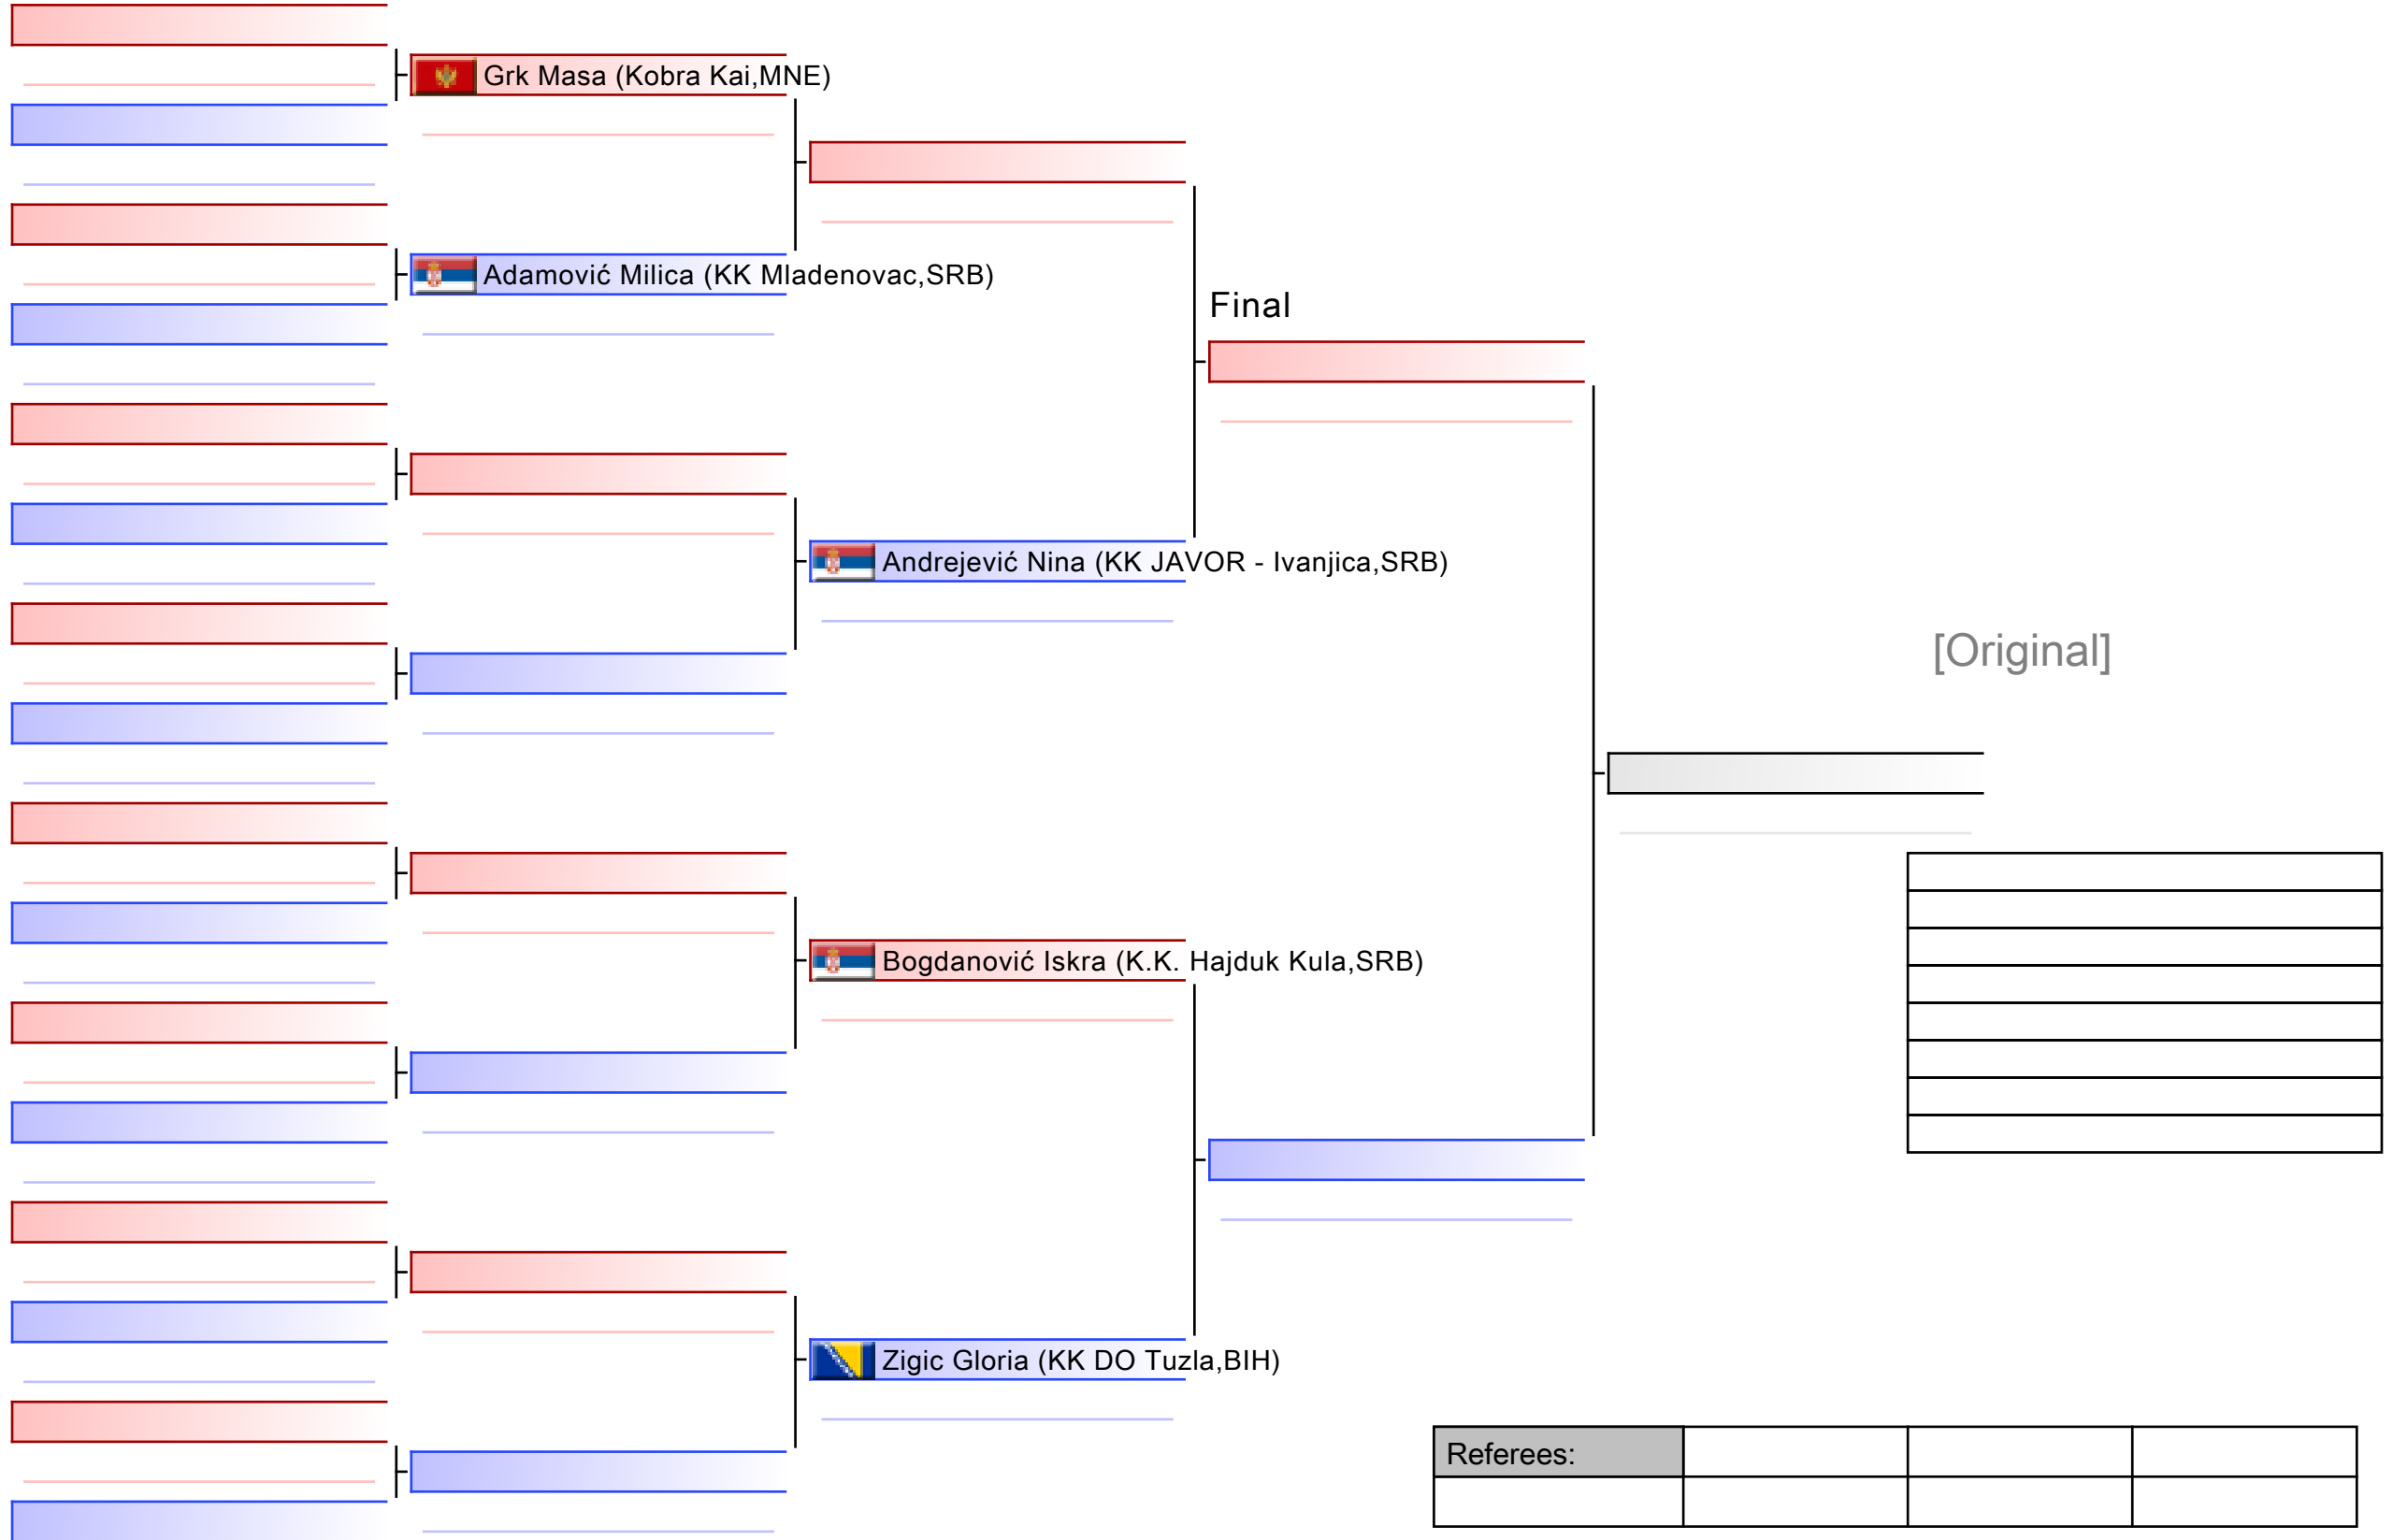 Grk Masa (Kobra Kai,MNE)
Adamović Milica (KK Mladenovac,SRB)
Final
Andrejević Nina (KK JAVOR - Ivanjica,SRB)
[Original]
Bogdanović Iskra (K.K. Hajduk Kula,SRB)
Zigic Gloria (KK DO Tuzla,BIH)
Referees: